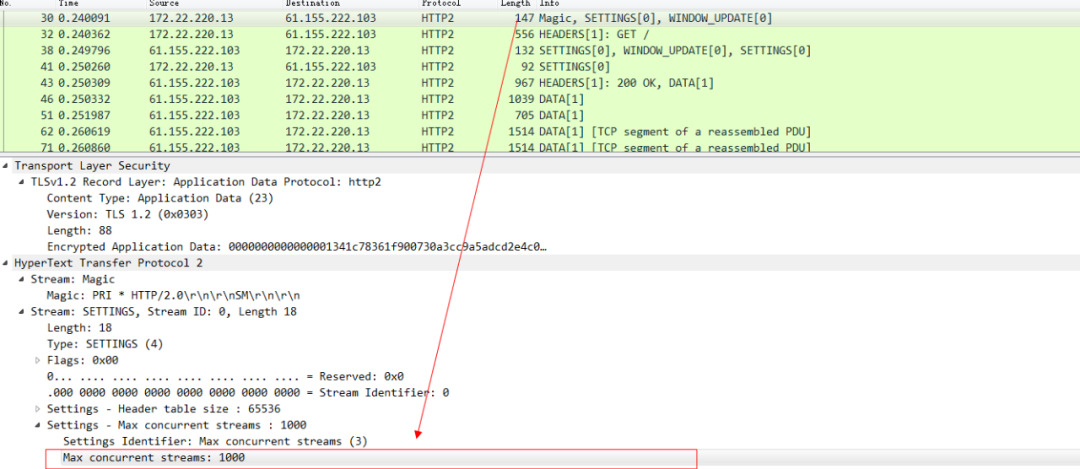 No. Time Source Destination Protocol Length Info
30 0.240091 172.22.220.13 61.155.222.103 HTTP2 147 Magic, SETTINGS[0], WINDOW_UPDATE[0]
32 0.240362 172.22.220.13 61.155.222.103 HTTP2 556 HEADERS[1]: GET /
38 0.249796 61.155.222.103 172.22.220.13 HTTP2 132 SETTINGS[0], WINDOW_UPDATE[0], SETTINGS[0]
41 0.250260 172.22.220.13 61.155.222.103 HTTP2 92 SETTINGS[0]
43 0.250309 61.155.222.103 172.22.220.13 HTTP2 967 HEADERS[1]: 200 OK, DATA[1]
46 0.250332 61.155.222.103 172.22.220.13 HTTP2 1039 DATA[1]
51 0.251987 61.155.222.103 172.22.220.13 HTTP2 705 DATA[1]
62 0.260619 61.155.222.103 172.22.220.13 HTTP2 1514 DATA[1] [TCP segment of a reassembled PDU]
71 0.260860 61.155.222.103 172.22.220.13 HTTP2 1514 DATA[1] [TCP segment of a reassembled PDU]
Transport Layer Security
TLSv1.2 Record Layer: Application Data Protocol: http2
Content Type: Application Data (23)
Version: TLS 1.2 (0x0303)
Length: 88
Encrypted Application Data: 0000000000000001341c78361f900730a3cc9a5adcd2e4c0…
HyperText Transfer Protocol 2
Stream: Magic
Magic: PRI * HTTP/2.0\r\n\r\nSM\r\n\r\n
Stream: SETTINGS, Stream ID: 0, Length 18
Length: 18
Type: SETTINGS (4)
Flags: 0x00
0... .... .... .... .... .... .... .... = Reserved: 0x0
.000 0000 0000 0000 0000 0000 0000 0000 = Stream Identifier: 0
Settings - Header table size : 65536
Settings - Max concurrent streams : 1000
Settings Identifier: Max concurrent streams (3)
Max concurrent streams: 1000